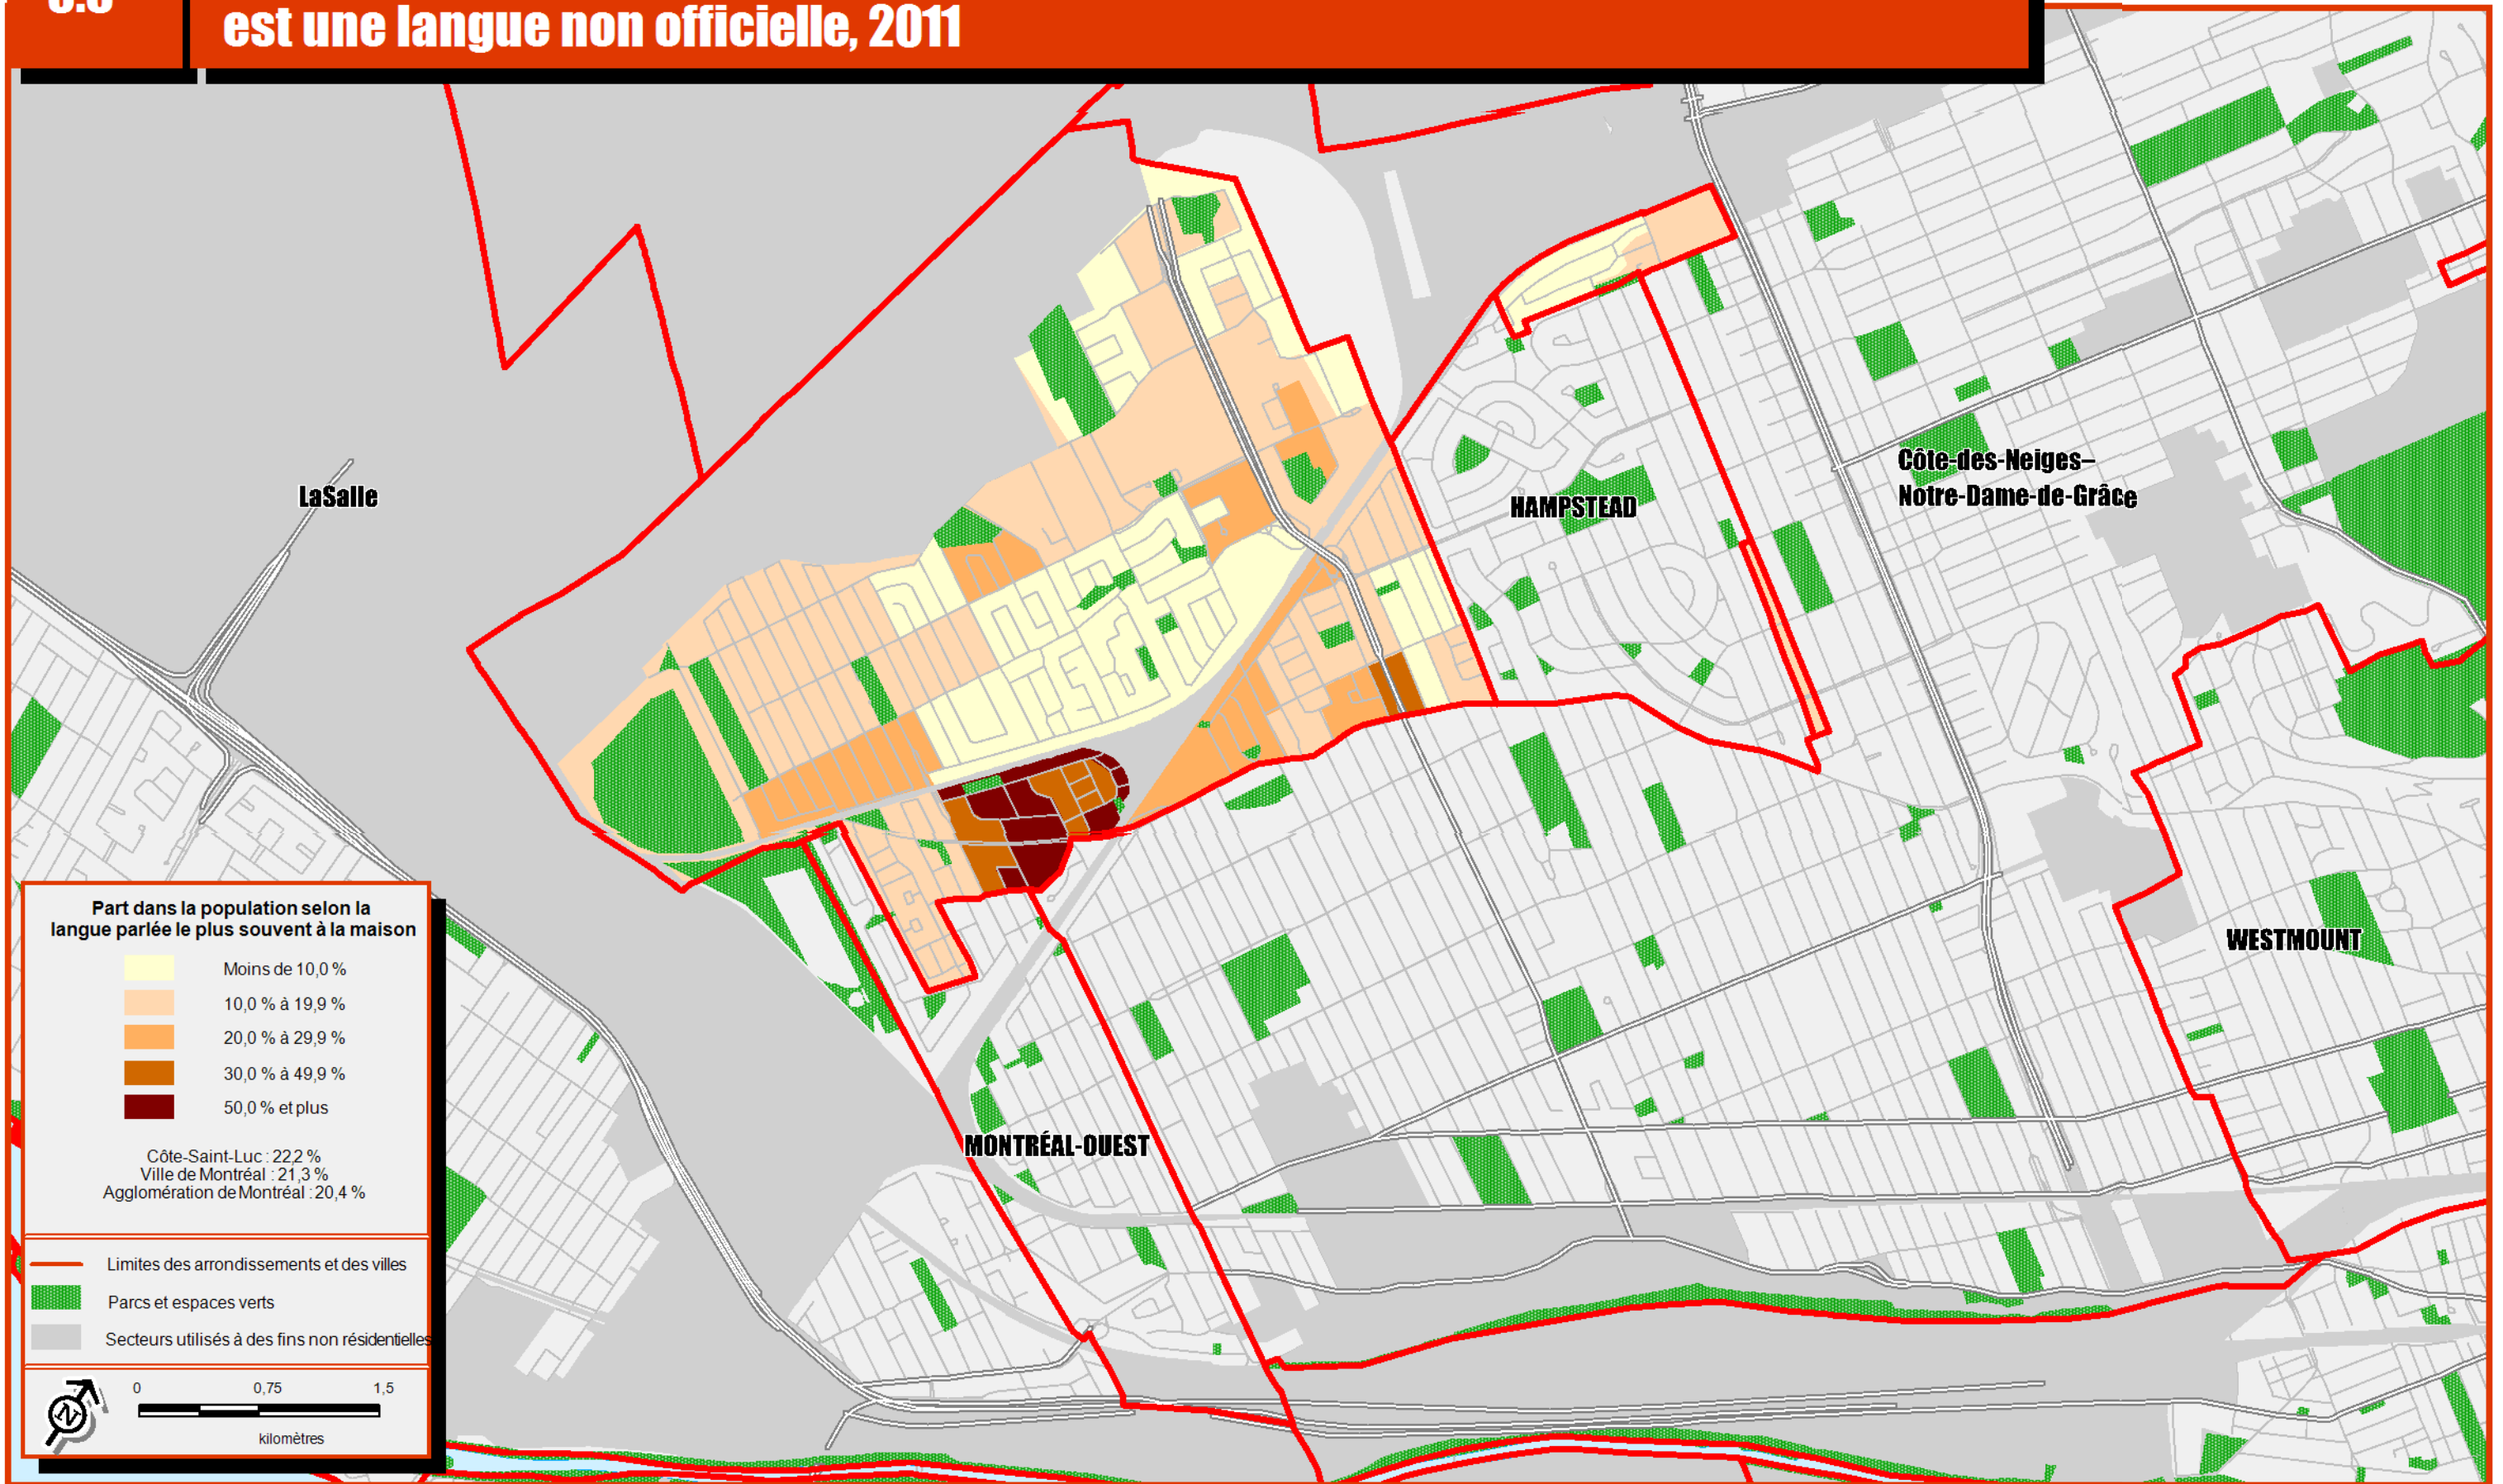 est une langue non officielle, 2011
LaSalle
HAMPSTEAD
Côte-des-Neiges–
Notre-Dame-de-Grâce
WESTMOUNT
MONTRÉAL-OUEST
Part dans la population selon la
langue parlée le plus souvent à la maison
Moins de 10,0 %
10,0 % à 19,9 %
20,0 % à 29,9 %
30,0 % à 49,9 %
50,0 % et plus
Côte-Saint-Luc : 22,2 %
Ville de Montréal : 21,3 %
Agglomération de Montréal : 20,4 %
Limites des arrondissements et des villes
Parcs et espaces verts
Secteurs utilisés à des fins non résidentielles
N
0 0,75 1,5
kilomètres